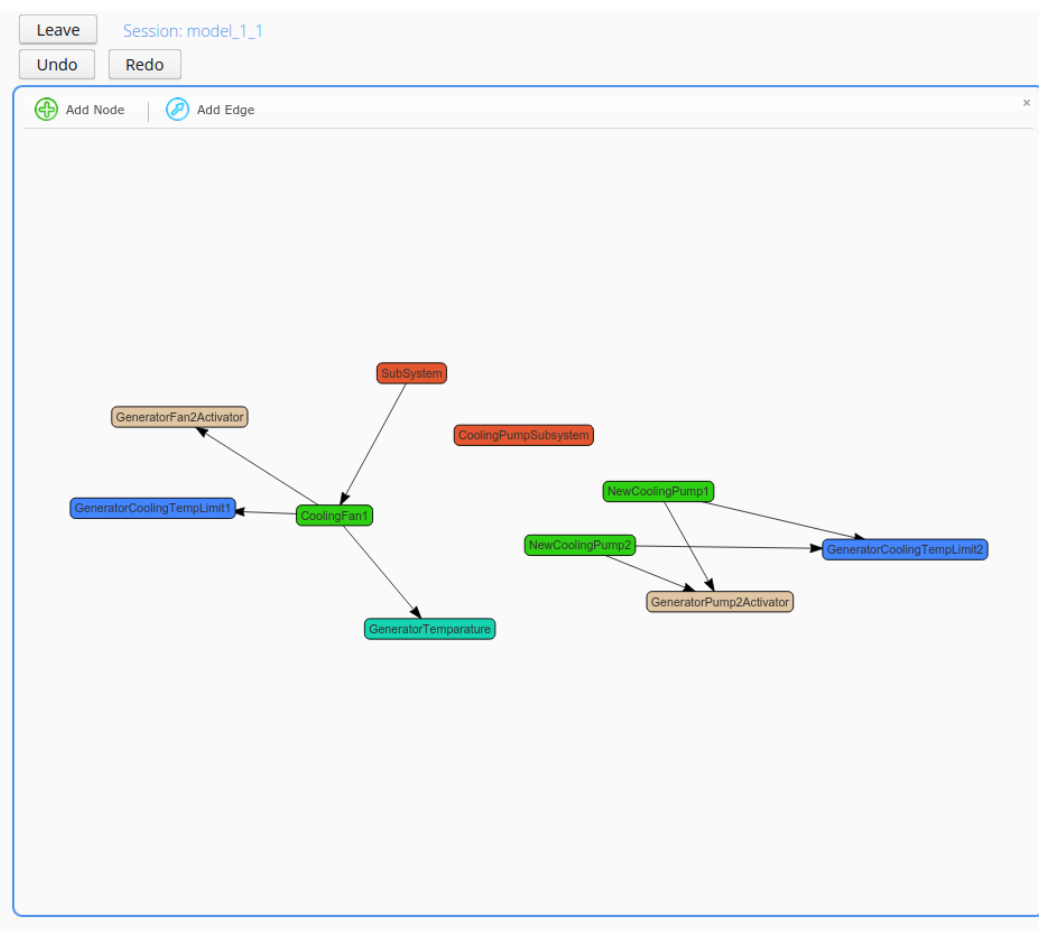 Leave Session: model_1_1
Undo Redo
Add Node Add Edge ×
SubSystem
GeneratorFan2Activator
CoolingPumpSubsystem
NewCoolingPump1
GeneratorCoolingTempLimit1
CoolingFan1
NewCoolingPump2
GeneratorCoolingTempLimit2
GeneratorPump2Activator
GeneratorTemparature